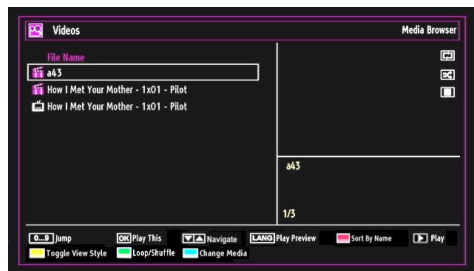 Videos Media Browser
File Name
a43
How I Met Your Mother - 1x01 - Pilot
How I Met Your Mother - 1x01 - Pilot
a43
1/3
0...9 Jump OK Play This Navigate LANG Play Preview Sort By Name Play
Toggle View Style Loop/Shuffle Change Media